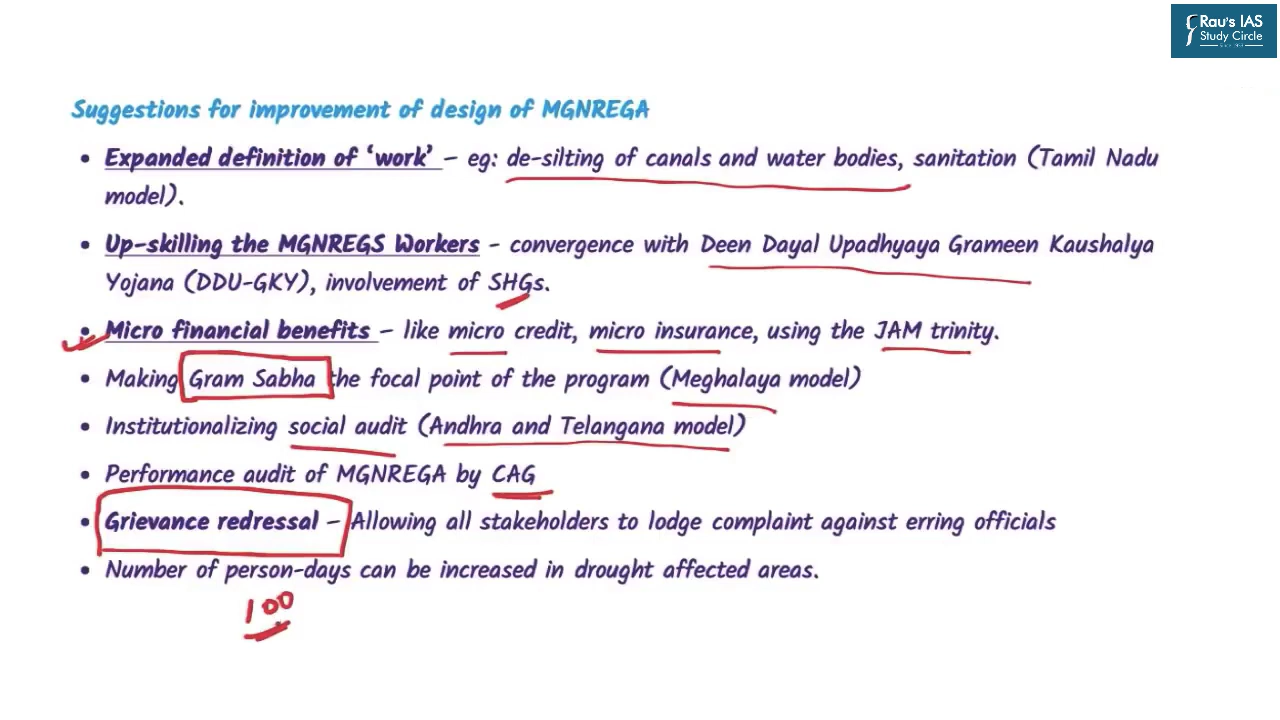 Rau's IAS
Study Circle
Suggestions for improvement of design of MGNREGA
• Expanded definition of ‘work’ – eg: de-silting of canals and water bodies, sanitation (Tamil Nadu
model).
• Up-skilling the MGNREGS Workers - convergence with Deen Dayal Upadhyaya Grameen Kaushalya
Yojana (DDU-GKY), involvement of SHGs.
• Micro financial benefits – like micro credit, micro insurance, using the JAM trinity.
• Making Gram Sabha the focal point of the program (Meghalaya model)
• Institutionalizing social audit (Andhra and Telangana model)
• Performance audit of MGNREGA by CAG
• Grievance redressal – Allowing all stakeholders to lodge complaint against erring officials
• Number of person-days can be increased in drought affected areas.
100